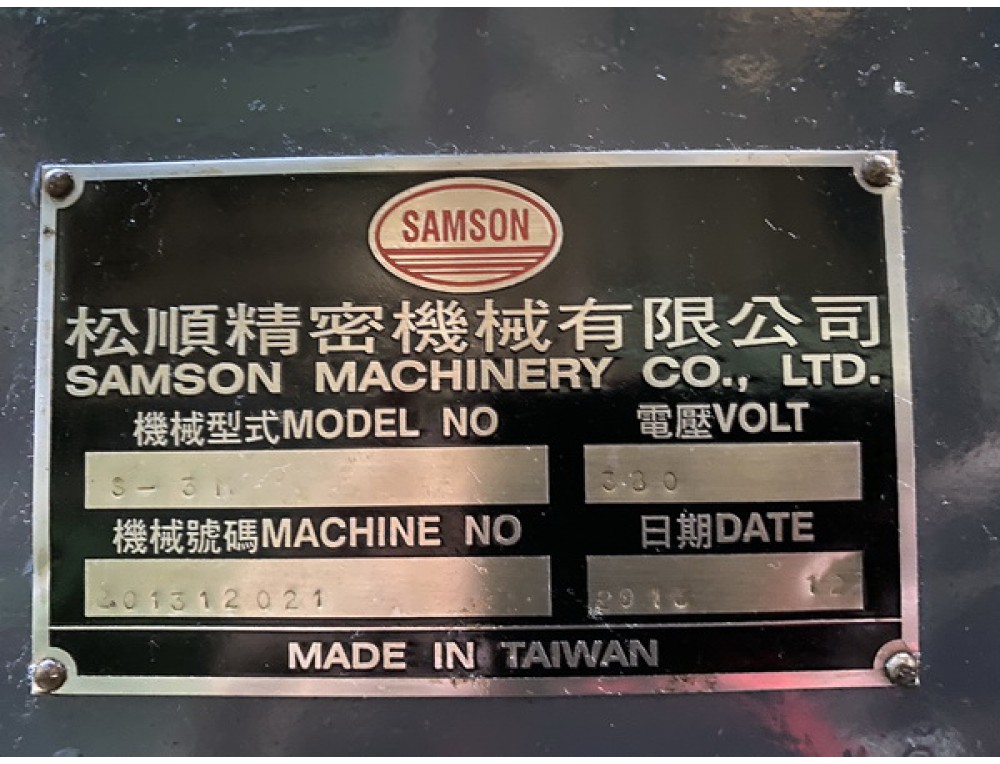 SAMSON
松順精密機械有限公司
SAMSON MACHINERY CO., LTD.
機械型式MODEL NO 電壓VOLT
380
機械號碼MACHINE NO 日期DATE
12
MADE IN TAIWAN